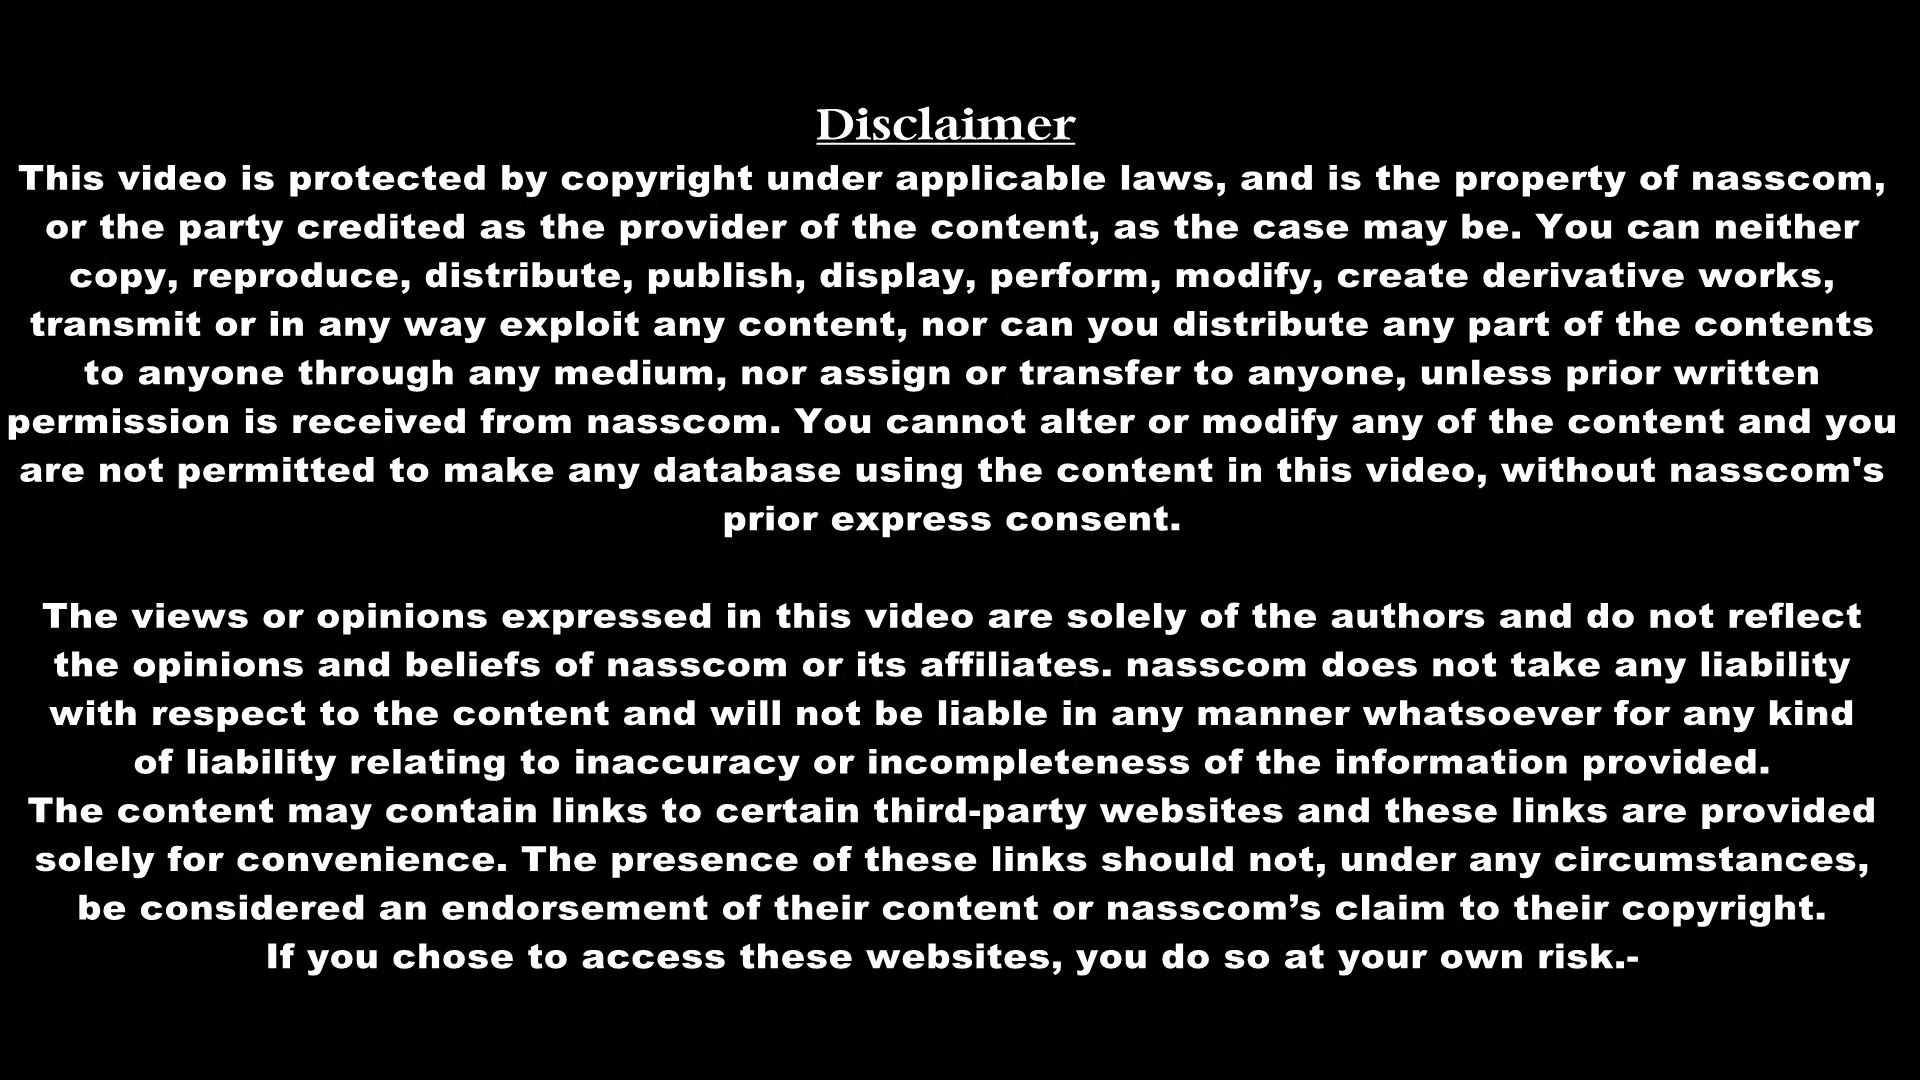 Disclaimer
This video is protected by copyright under applicable laws, and is the property of nasscom,
or the party credited as the provider of the content, as the case may be. You can neither
copy, reproduce, distribute, publish, display, perform, modify, create derivative works,
transmit or in any way exploit any content, nor can you distribute any part of the contents
to anyone through any medium, nor assign or transfer to anyone, unless prior written
permission is received from nasscom. You cannot alter or modify any of the content and you
are not permitted to make any database using the content in this video, without nasscom's
prior express consent.
The views or opinions expressed in this video are solely of the authors and do not reflect
the opinions and beliefs of nasscom or its affiliates. nasscom does not take any liability
with respect to the content and will not be liable in any manner whatsoever for any kind
of liability relating to inaccuracy or incompleteness of the information provided.
The content may contain links to certain third-party websites and these links are provided
solely for convenience. The presence of these links should not, under any circumstances,
be considered an endorsement of their content or nasscom’s claim to their copyright.
If you chose to access these websites, you do so at your own risk.-